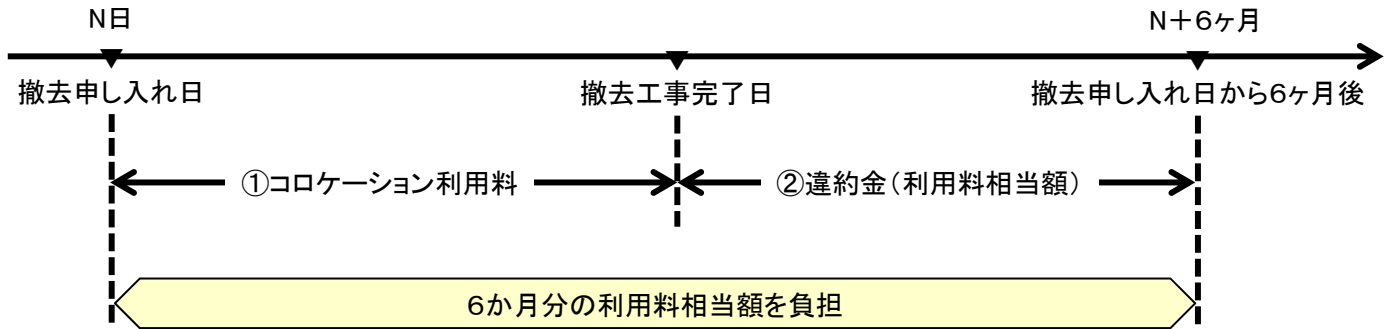 N日
N＋６ヶ月
撤去申し入れ日
撤去工事完了日
撤去申し入れ日から６ヶ月後
①コロケーション利用料
②違約金（利用料相当額）
６か月分の利用料相当額を負担